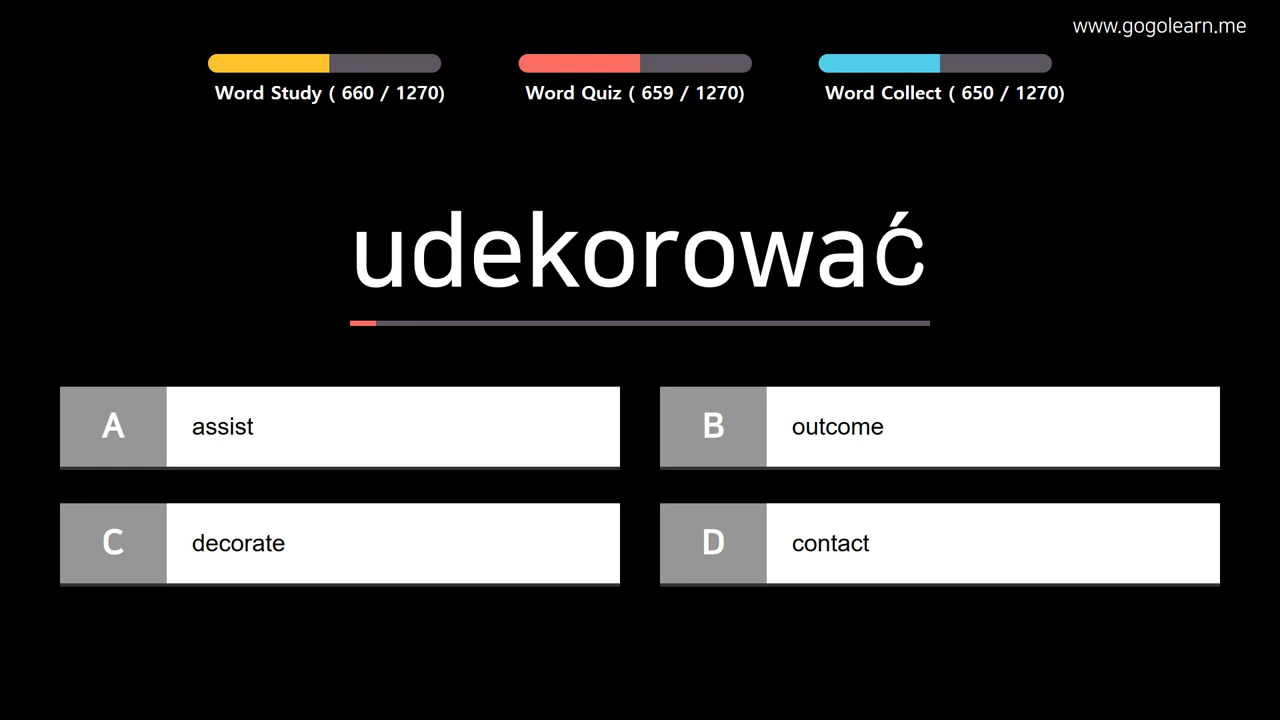 www.gogolearn.me
Word Study ( 660 / 1270)
Word Quiz ( 659 / 1270)
Word Collect ( 650 / 1270)
udekorować
A
assist
B
outcome
C
decorate
D
contact